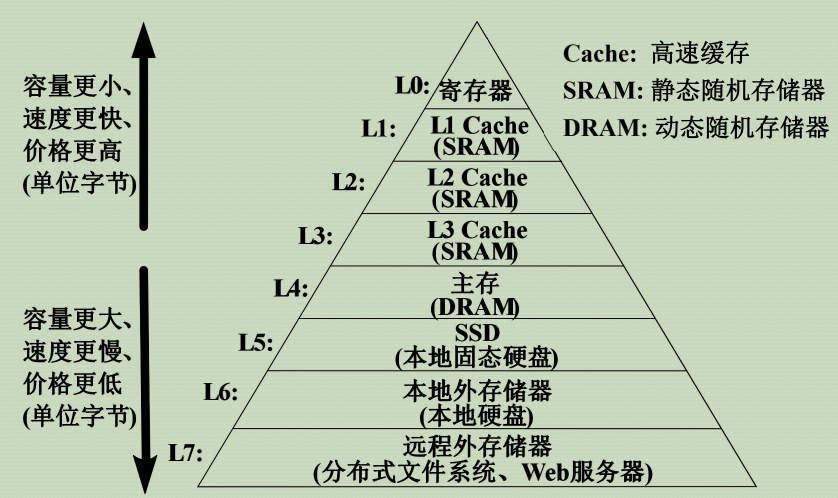 容量更小、
速度更快、
价格更高
(单位字节)
容量更大、
速度更慢、
价格更低
(单位字节)
L0: 寄存器
L1: L1 Cache
(SRAM)
L2: L2 Cache
(SRAM)
L3: L3 Cache
(SRAM)
L4: 主存
(DRAM)
L5: SSD
(本地固态硬盘)
L6: 本地外存储器
(本地硬盘)
L7: 远程外存储器
(分布式文件系统、Web服务器)
Cache: 高速缓存
SRAM: 静态随机存储器
DRAM: 动态随机存储器